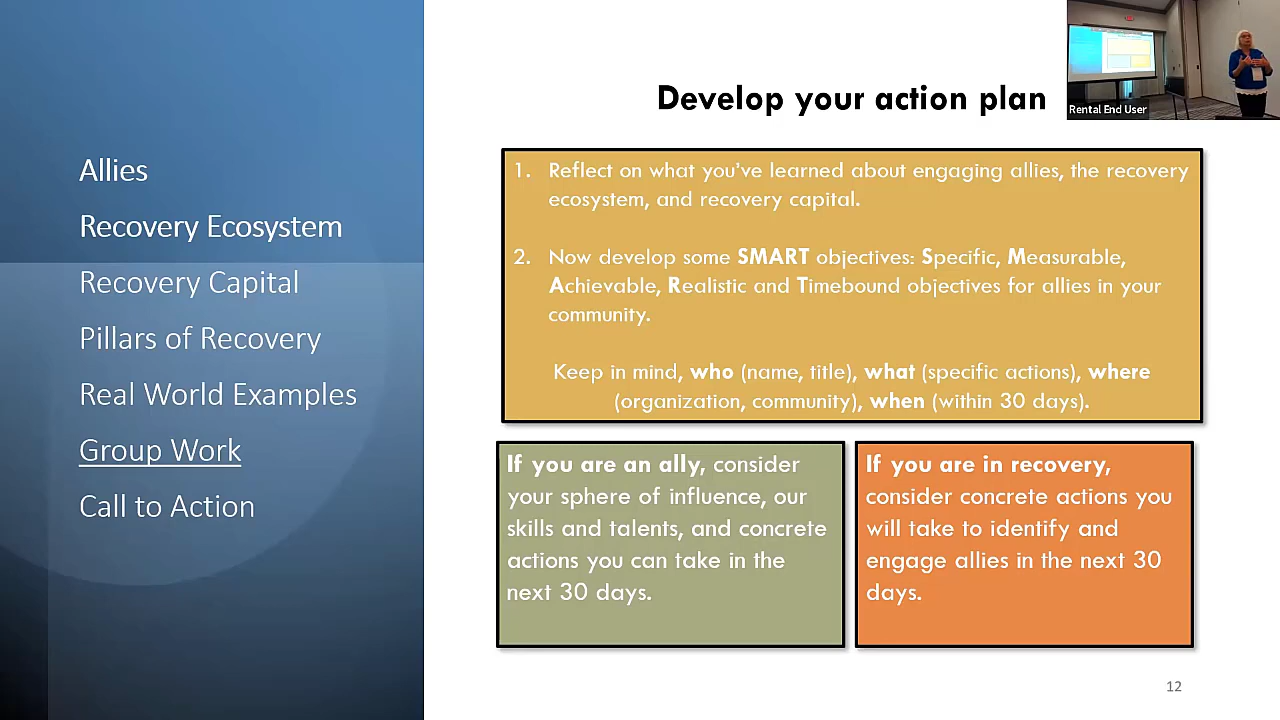 Allies
Recovery Ecosystem
Recovery Capital
Pillars of Recovery
Real World Examples
Group Work
Call to Action
Develop your action plan
Rental End User
1. Reflect on what you've learned about engaging allies, the recovery
ecosystem, and recovery capital.
2. Now develop some SMART objectives: Specific, Measurable,
Achievable, Realistic and Timebound objectives for allies in your
community.
Keep in mind, who (name, title), what (specific actions), where
(organization, community), when (within 30 days).
If you are an ally, consider
your sphere of influence, our
skills and talents, and concrete
actions you can take in the
next 30 days.
If you are in recovery,
consider concrete actions you
will take to identify and
engage allies in the next 30
days.
12